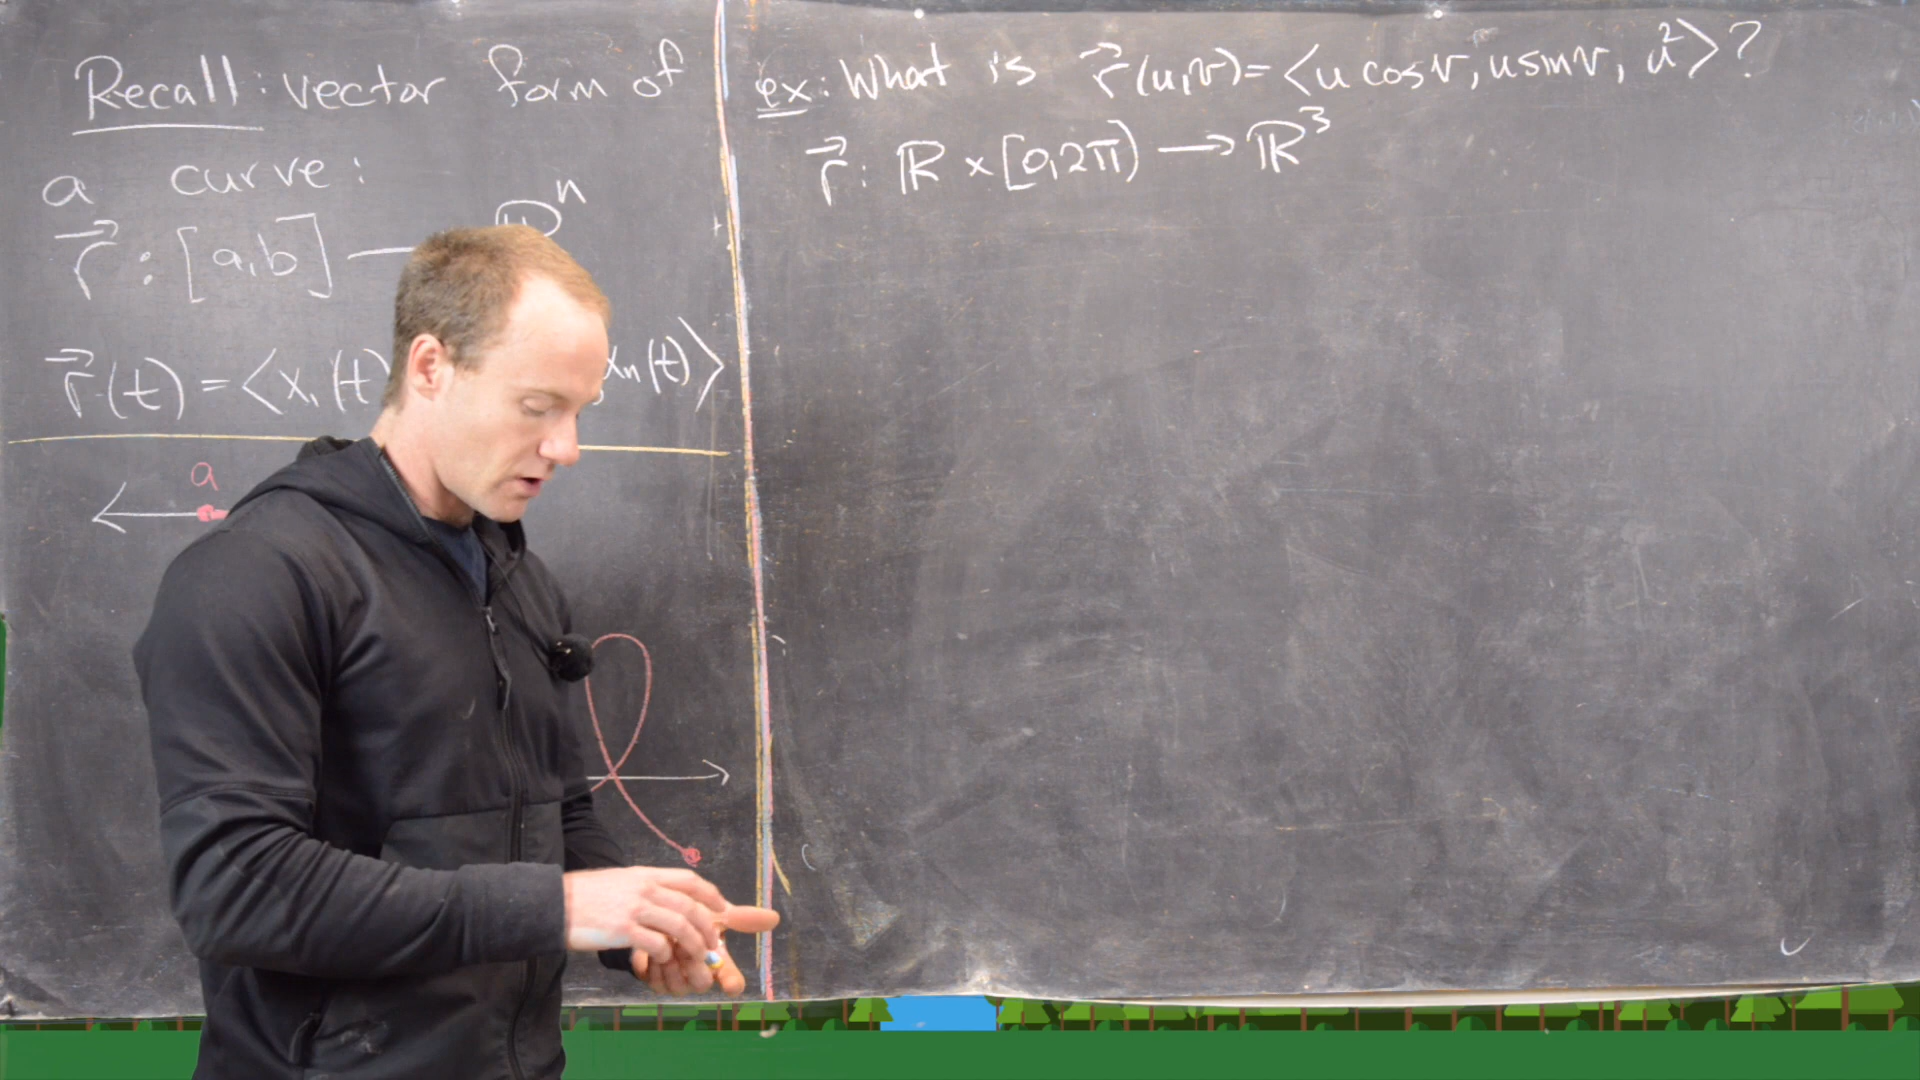 Recall: vector form of
a curve:
r⃗ : [a,b] — ℝⁿ
r⃗(t) = ⟨x₁(t) , xₙ(t)⟩
a
ex: What is r⃗(u,v) = ⟨u cos v, u sin v, u²⟩?
r⃗: ℝ × [0,2π) → ℝ³